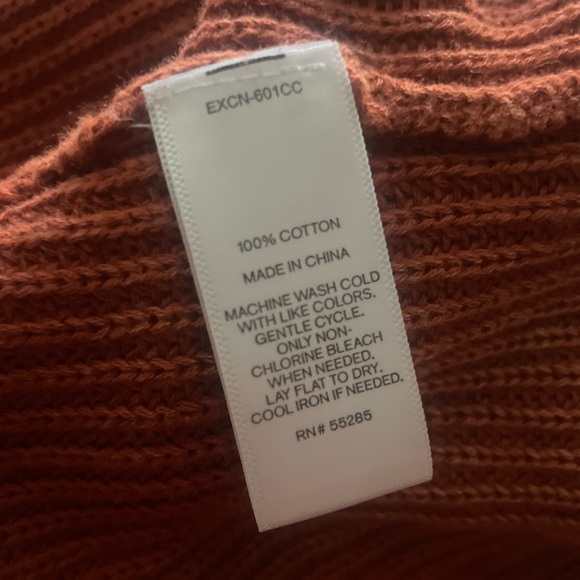 EXCN-601CC
100% COTTON
MADE IN CHINA
MACHINE WASH COLD
WITH LIKE COLORS.
GENTLE CYCLE.
ONLY NON-
CHLORINE BLEACH
WHEN NEEDED.
LAY FLAT TO DRY.
COOL IRON IF NEEDED.
RN# 55285